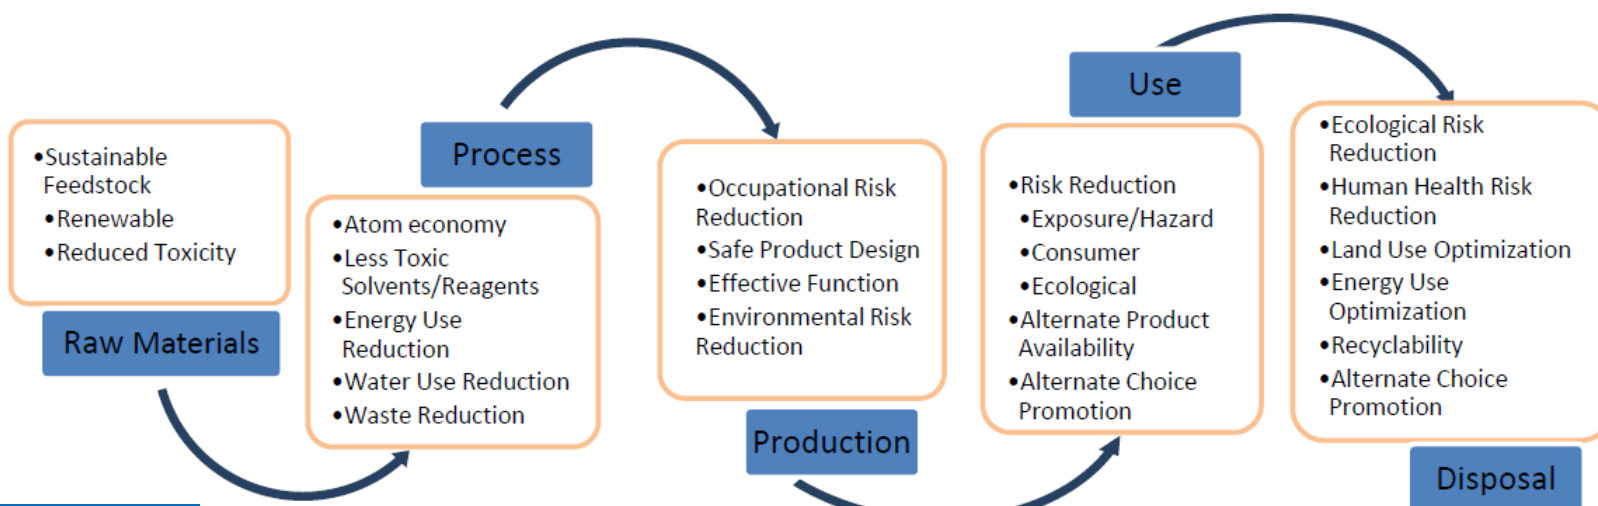 •Sustainable
Feedstock
•Renewable
•Reduced Toxicity
Raw Materials
Process
•Atom economy
•Less Toxic
Solvents/Reagents
•Energy Use
Reduction
•Water Use Reduction
•Waste Reduction
•Occupational Risk
Reduction
•Safe Product Design
•Effective Function
•Environmental Risk
Reduction
Production
Use
•Risk Reduction
•Exposure/Hazard
•Consumer
•Ecological
•Alternate Product
Availability
•Alternate Choice
Promotion
•Ecological Risk
Reduction
•Human Health Risk
Reduction
•Land Use Optimization
•Energy Use
Optimization
•Recyclability
•Alternate Choice
Promotion
Disposal